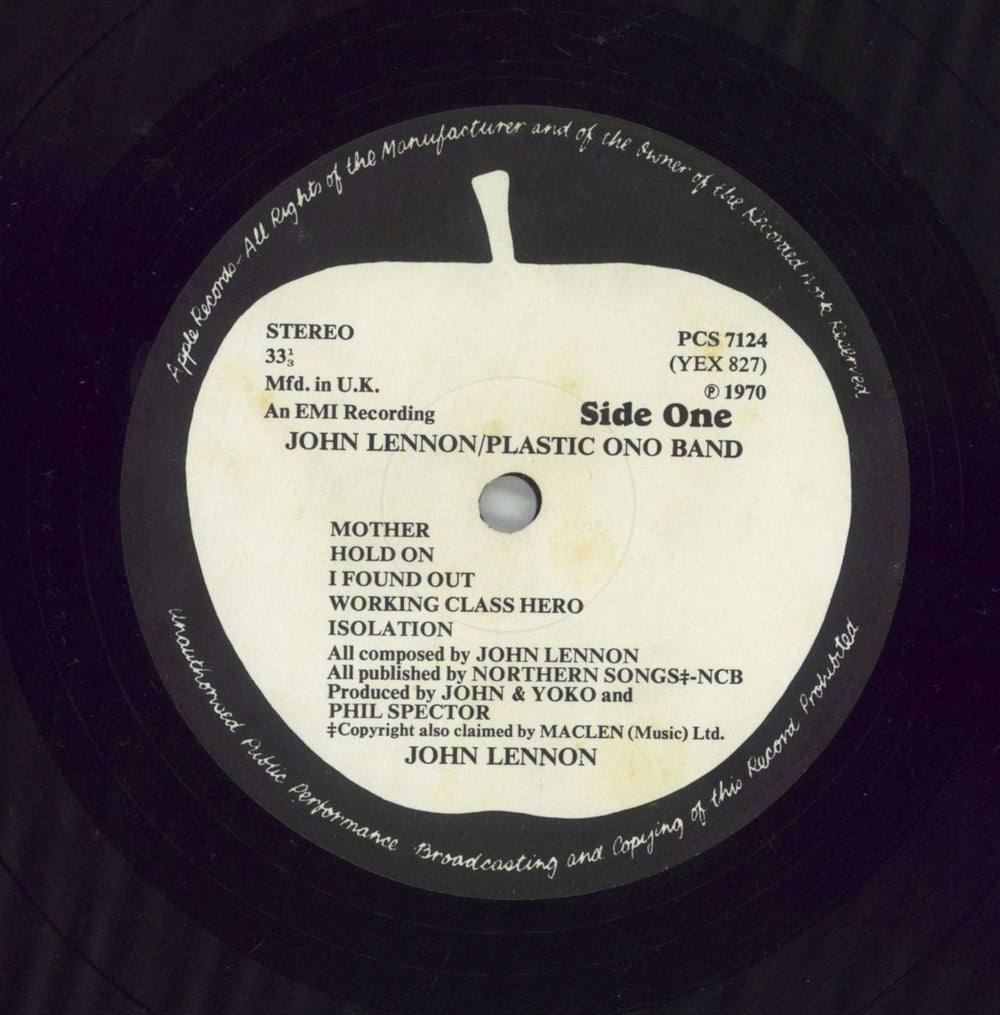 Apple Records - All Rights of the Manufacturer and of the Owner of the Recorded work Reserved
STEREO
33 1/3
Mfd. in U.K.
An EMI Recording
PCS 7124
(YEX 827)
℗ 1970
Side One
JOHN LENNON/PLASTIC ONO BAND
MOTHER
HOLD ON
I FOUND OUT
WORKING CLASS HERO
ISOLATION
All composed by JOHN LENNON
All published by NORTHERN SONGS‡-NCB
Produced by JOHN & YOKO and
PHIL SPECTOR
‡Copyright also claimed by MACLEN (Music) Ltd.
JOHN LENNON
Unauthorised Public Performance Broadcasting and Copying of this Record Prohibited